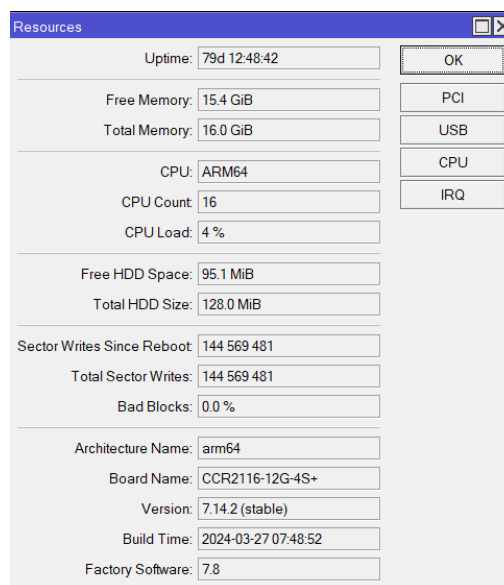 Resources
Uptime: 79d 12:48:42
OK
Free Memory: 15.4 GiB
PCI
Total Memory: 16.0 GiB
USB
CPU: ARM64
CPU
CPU Count: 16
IRQ
CPU Load: 4 %
Free HDD Space: 95.1 MiB
Total HDD Size: 128.0 MiB
Sector Writes Since Reboot: 144 569 481
Total Sector Writes: 144 569 481
Bad Blocks: 0.0 %
Architecture Name: arm64
Board Name: CCR2116-12G-4S+
Version: 7.14.2 (stable)
Build Time: 2024-03-27 07:48:52
Factory Software: 7.8